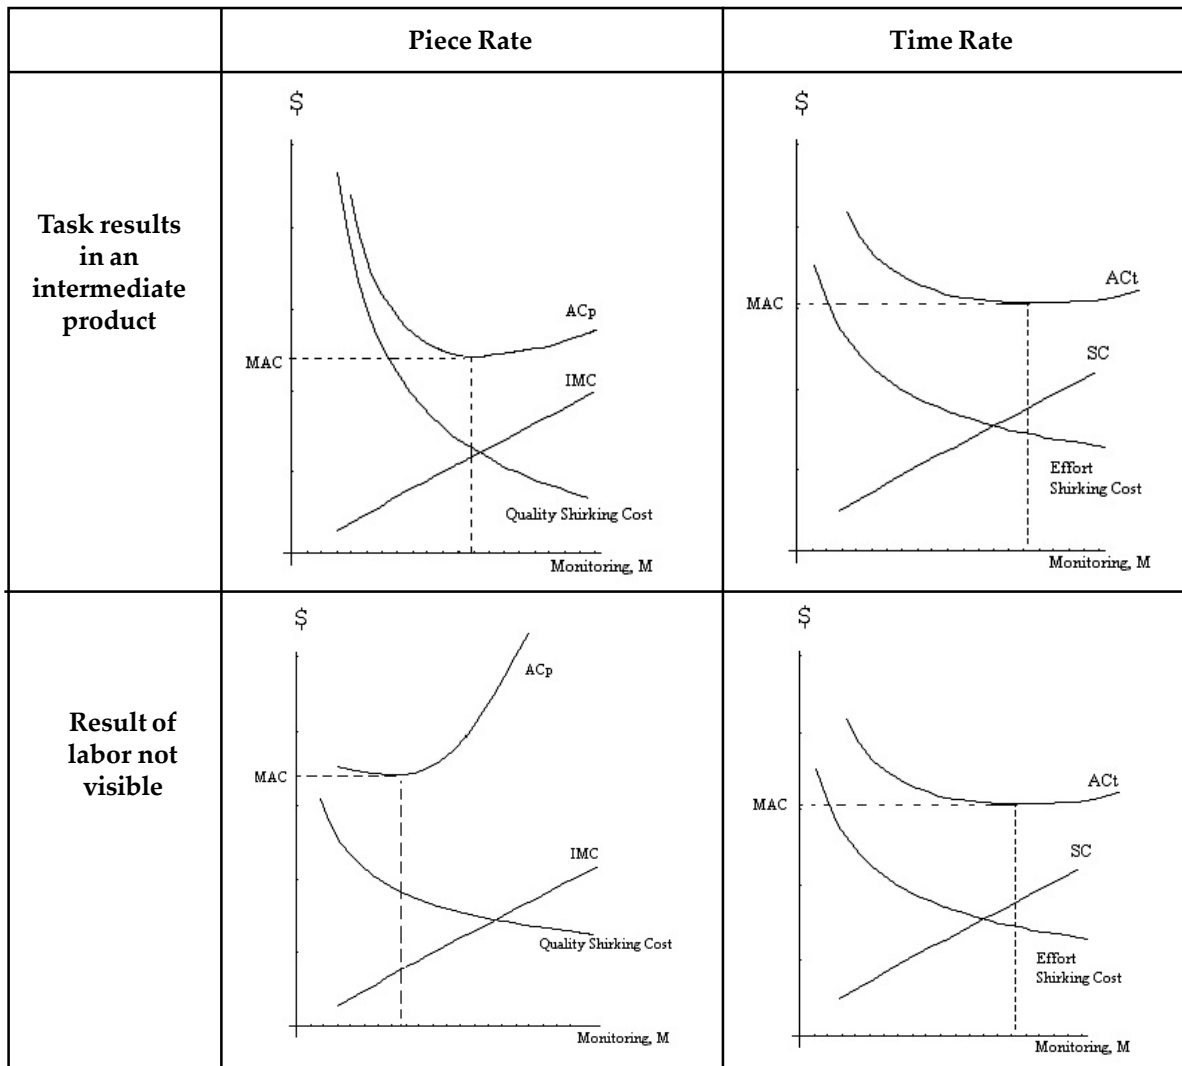 Piece Rate
Time Rate
Task results
in an
intermediate
product
$
ACp
MAC
IMC
Quality Shirking Cost
Monitoring, M
$
ACt
MAC
SC
Effort
Shirking Cost
Monitoring, M
Result of
labor not
visible
$
ACp
MAC
IMC
Quality Shirking Cost
Monitoring, M
$
ACt
MAC
SC
Effort
Shirking Cost
Monitoring, M